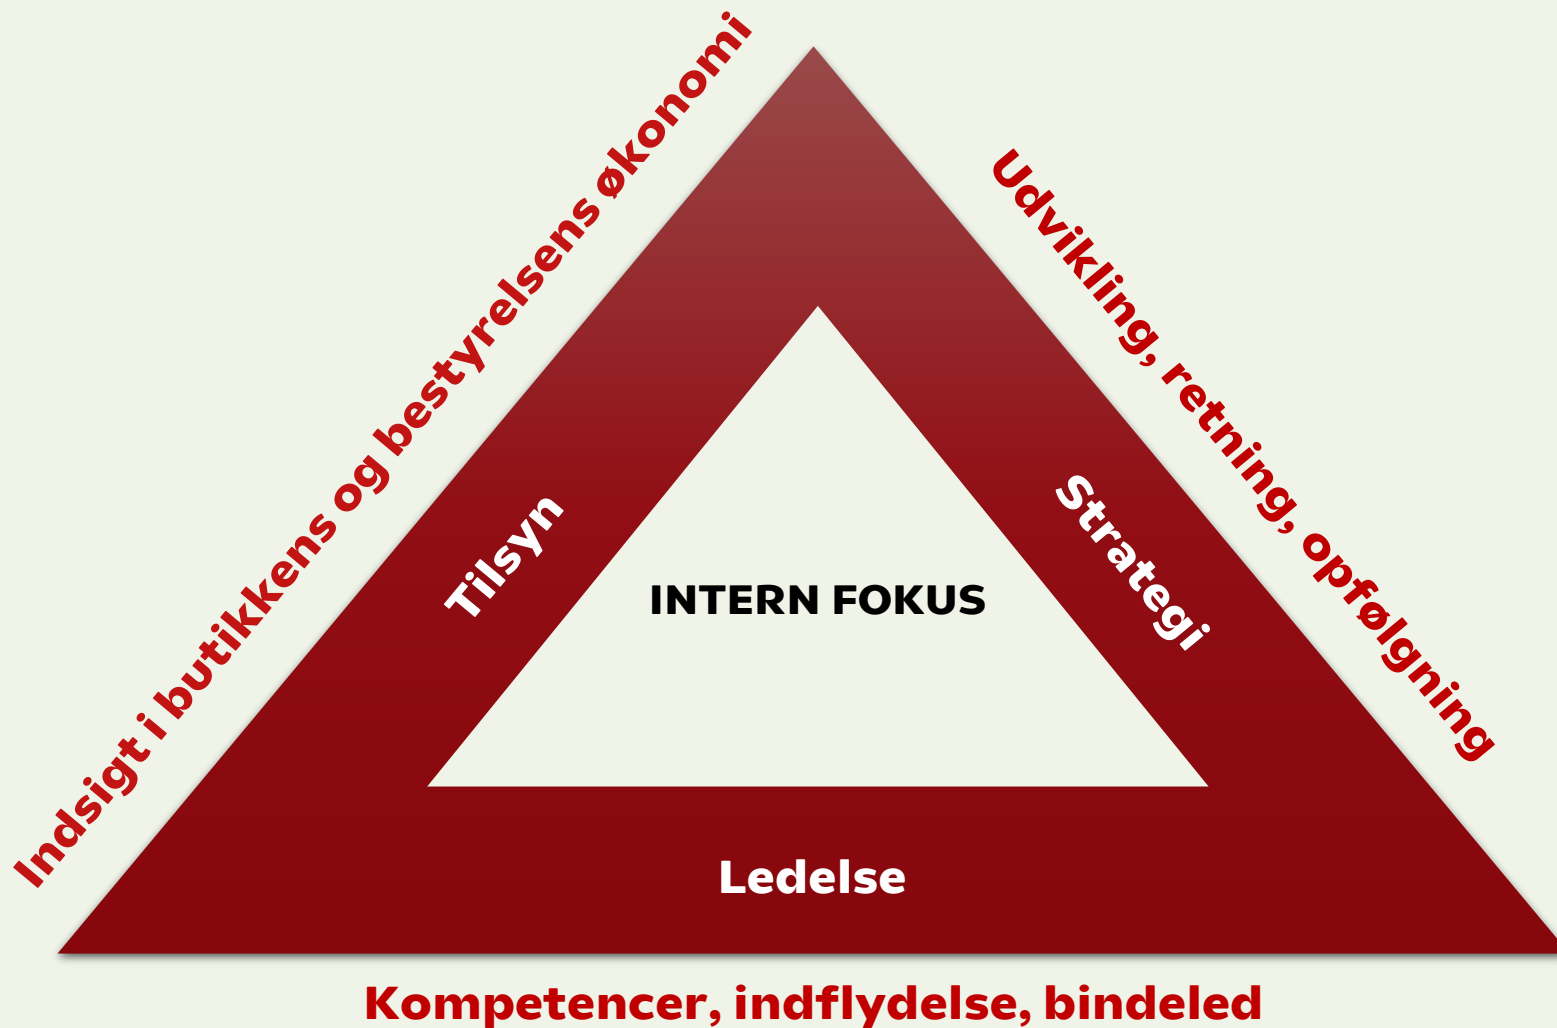 Indsigt i butikkens og bestyrelsens økonomi
Udvikling, retning, opfølgning
Tilsyn
Strategi
INTERN FOKUS
Ledelse
Kompetencer, indflydelse, bindeled